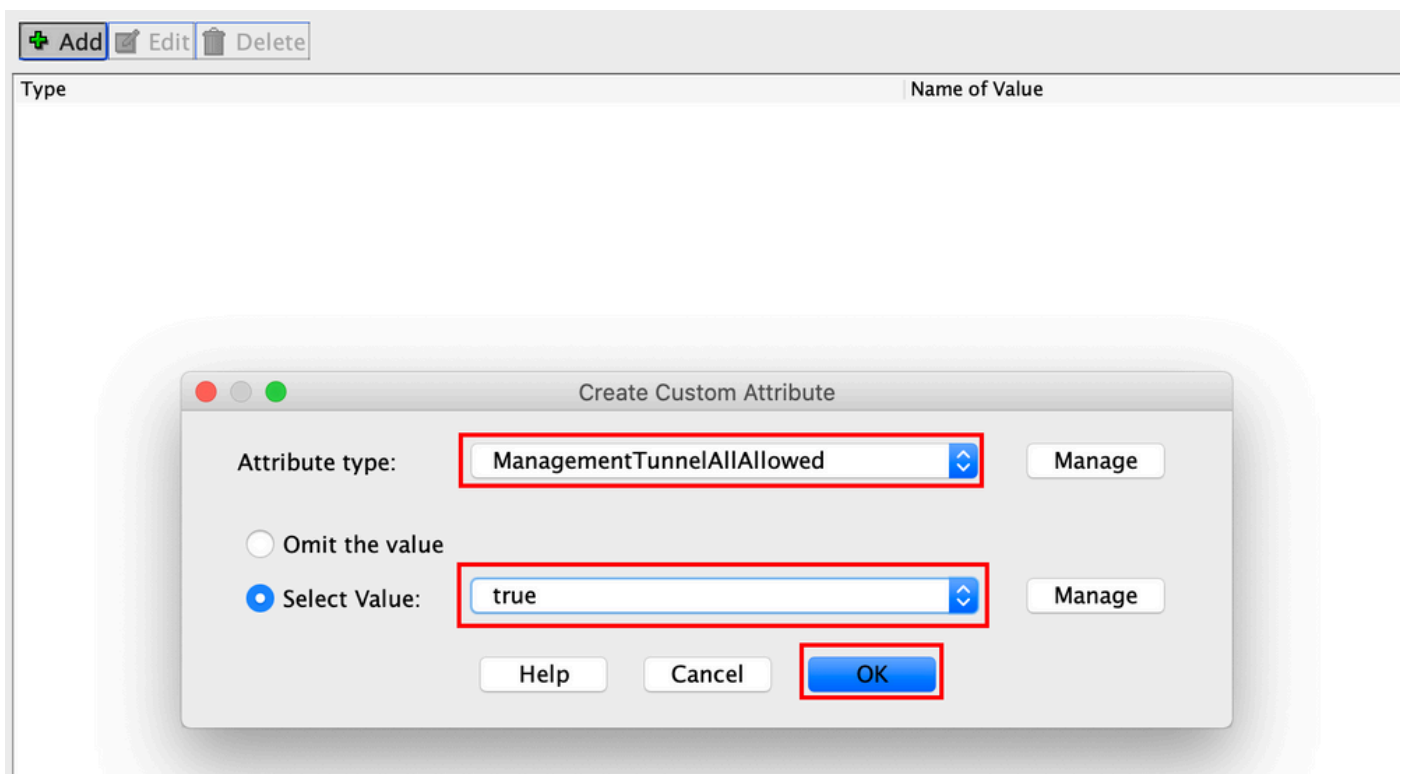 Add Edit Delete
Type Name of Value
Create Custom Attribute
Attribute type: ManagementTunnelAllAllowed Manage
Omit the value
Select Value: true Manage
Help Cancel OK